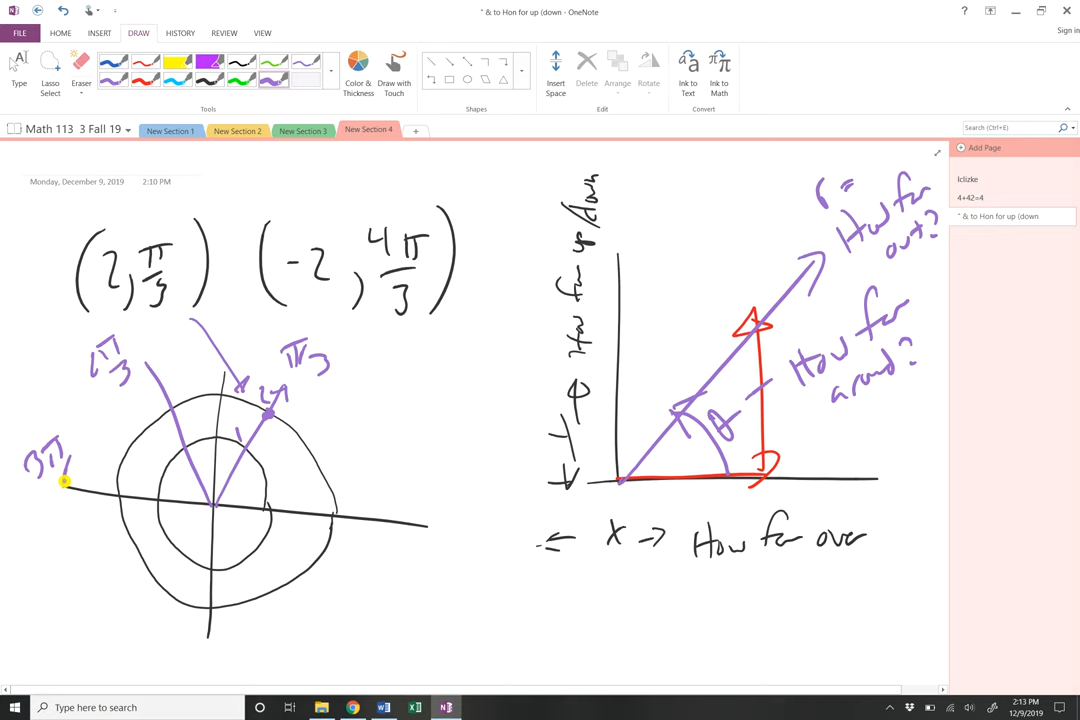 " & to Hon for up (down - OneNote
Sign in
FILE HOME INSERT DRAW HISTORY REVIEW VIEW
Type
Lasso Select
Eraser
Color & Thickness
Draw with Touch
Insert Space
Delete
Arrange
Rotate
Ink to Text
Ink to Math
Tools
Shapes
Edit
Convert
Math 113 3 Fall 19
New Section 1
New Section 2
New Section 3
New Section 4
Search (Ctrl+E)
Add Page
Iclizke
4+42=4
" & to Hon for up (down
Monday, December 9, 2019 2:10 PM
(2, π/3) (-2, 4π/3)
2π/3
π/3
2
1
3π
How far up/down
r =
How far out?
How far around?
θ
← x → How far over
Type here to search
2:13 PM
12/9/2019